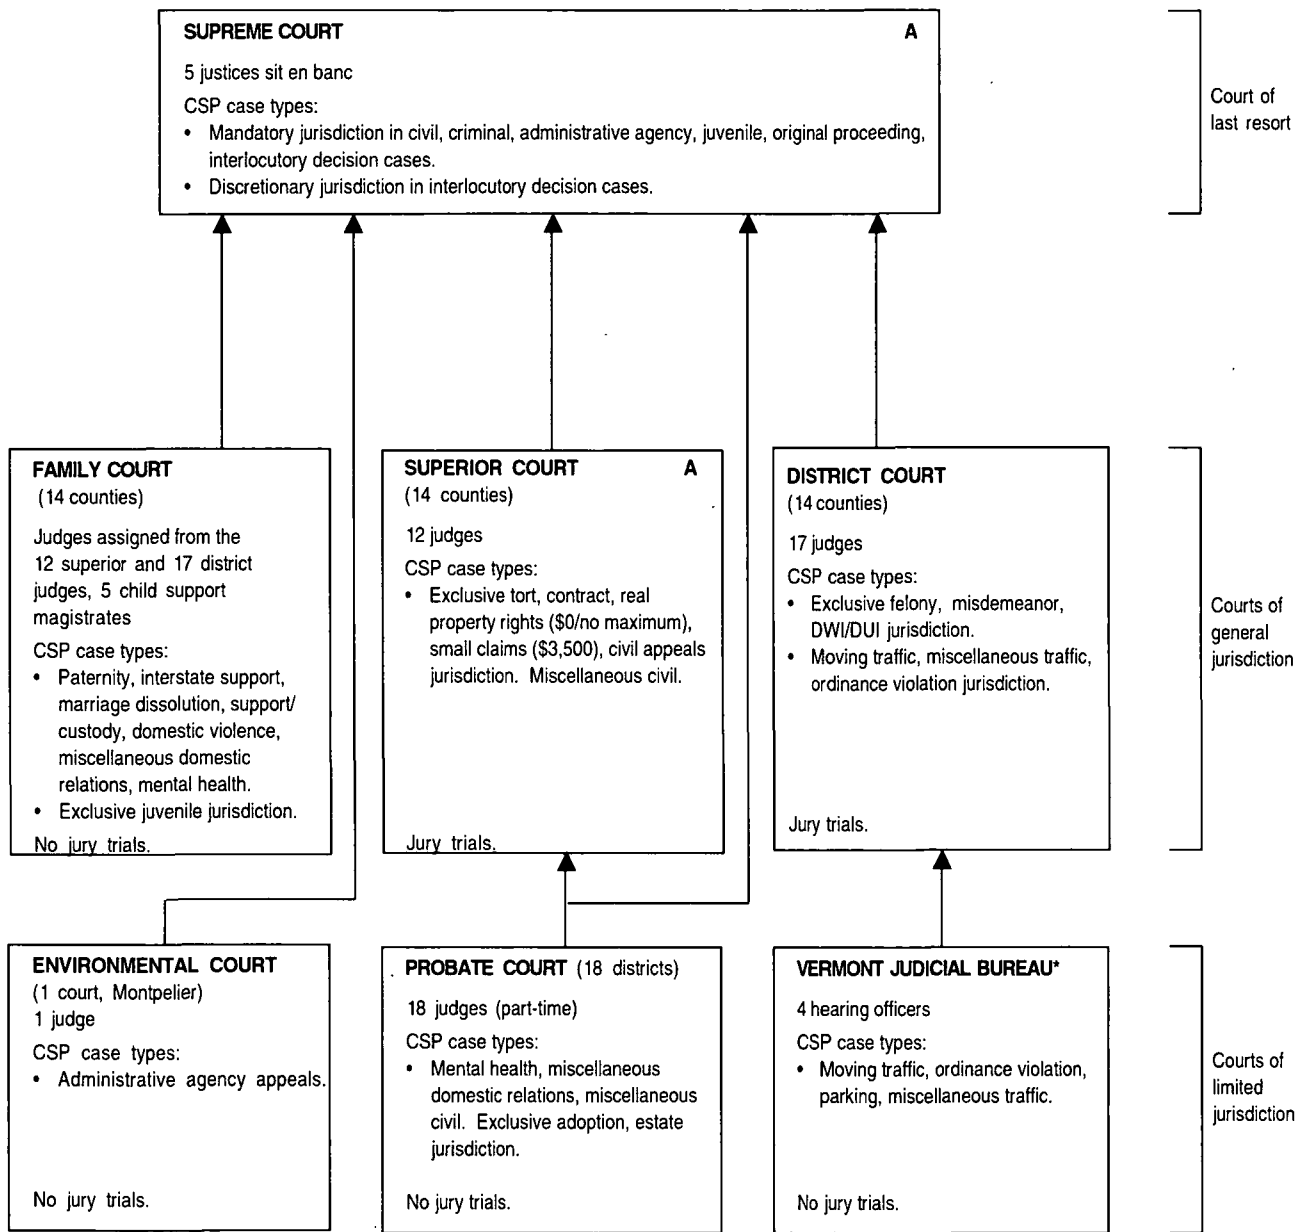 SUPREME COURT A
5 justices sit en banc
CSP case types:
• Mandatory jurisdiction in civil, criminal, administrative agency, juvenile, original proceeding,
interlocutory decision cases.
• Discretionary jurisdiction in interlocutory decision cases.
Court of
last resort
FAMILY COURT
(14 counties)
Judges assigned from the
12 superior and 17 district
judges, 5 child support
magistrates
CSP case types:
• Paternity, interstate support,
marriage dissolution, support/
custody, domestic violence,
miscellaneous domestic
relations, mental health.
• Exclusive juvenile jurisdiction.
No jury trials.
SUPERIOR COURT A
(14 counties)
12 judges
CSP case types:
• Exclusive tort, contract, real
property rights ($0/no maximum),
small claims ($3,500), civil appeals
jurisdiction. Miscellaneous civil.
Jury trials.
DISTRICT COURT
(14 counties)
17 judges
CSP case types:
• Exclusive felony, misdemeanor,
DWI/DUI jurisdiction.
• Moving traffic, miscellaneous traffic,
ordinance violation jurisdiction.
Jury trials.
Courts of
general
jurisdiction
ENVIRONMENTAL COURT
(1 court, Montpelier)
1 judge
CSP case types:
• Administrative agency appeals.
No jury trials.
PROBATE COURT (18 districts)
18 judges (part-time)
CSP case types:
• Mental health, miscellaneous
domestic relations, miscellaneous
civil. Exclusive adoption, estate
jurisdiction.
No jury trials.
VERMONT JUDICIAL BUREAU*
4 hearing officers
CSP case types:
• Moving traffic, ordinance violation,
parking, miscellaneous traffic.
No jury trials.
Courts of
limited
jurisdiction